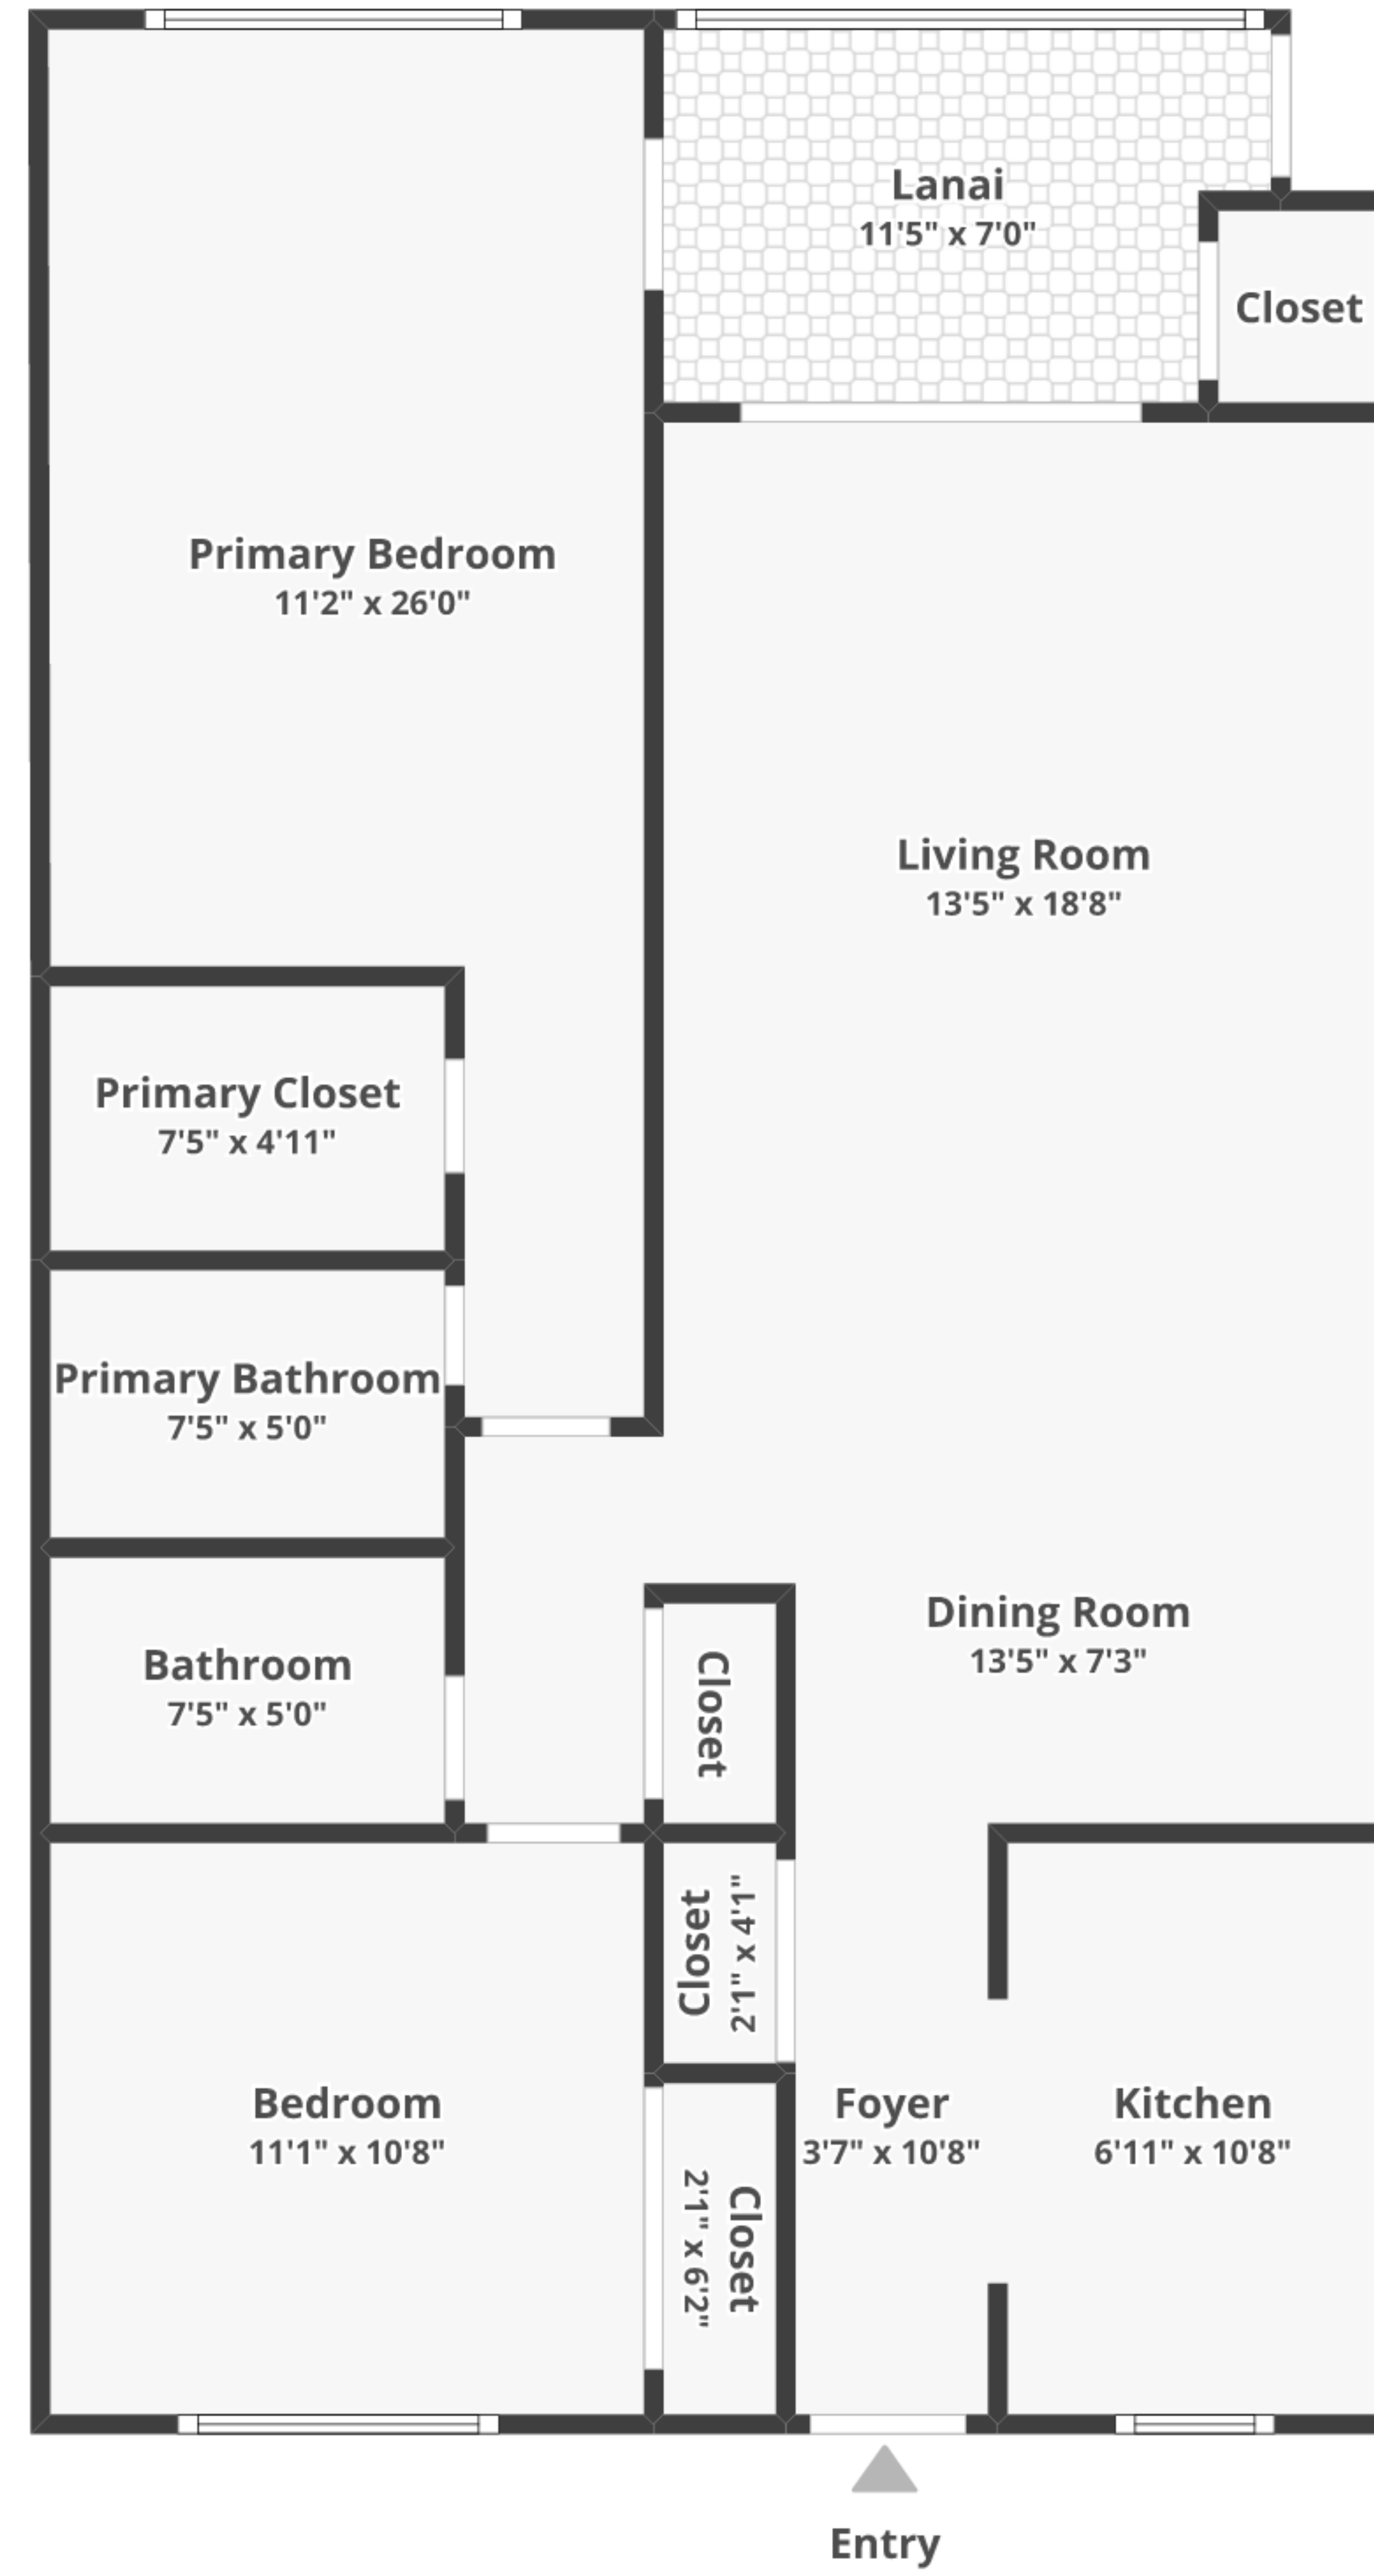 Lanai
11'5" x 7'0"
Closet
Primary Bedroom
11'2" x 26'0"
Living Room
13'5" x 18'8"
Primary Closet
7'5" x 4'11"
Primary Bathroom
7'5" x 5'0"
Dining Room
13'5" x 7'3"
Bathroom
7'5" x 5'0"
Closet
Closet
2'1" x 4'1"
Bedroom
11'1" x 10'8"
Foyer
3'7" x 10'8"
Kitchen
6'11" x 10'8"
Closet
2'1" x 6'2"
Entry